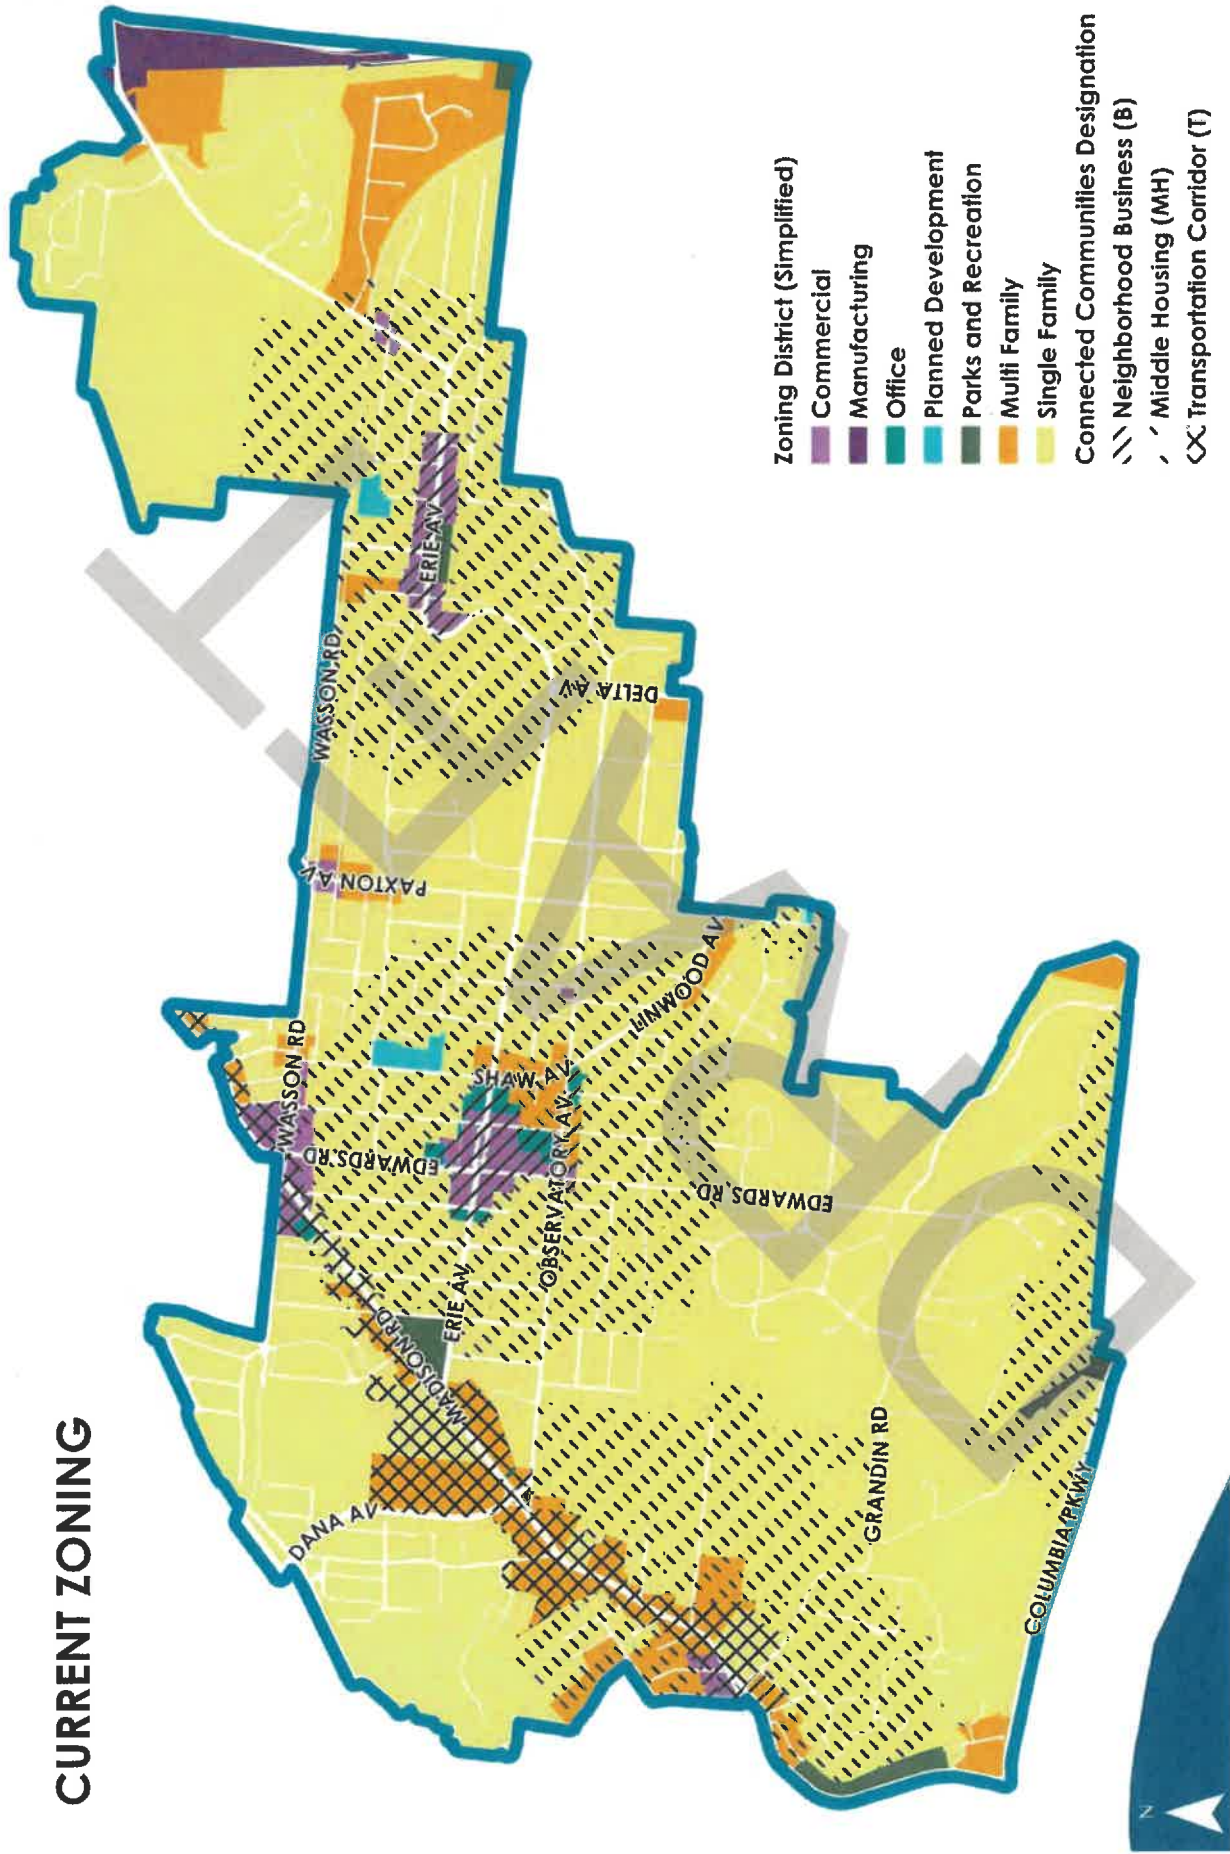 CURRENT ZONING
WASSON RD
ERIE AV
DELTA AV
PAXTON AV
WASSON RD
LINWOOD AV
SHAW AV
EDWARDS RD
OBSERVATORY AV
EDWARDS RD
ERIE AV
MADISON RD
DANA AV
GRANDIN RD
COLUMBIA PKWY
N
Zoning District (Simplified)
Commercial
Manufacturing
Office
Planned Development
Parks and Recreation
Multi Family
Single Family
Connected Communities Designation
Neighborhood Business (B)
Middle Housing (MH)
Transportation Corridor (T)
DRAFT